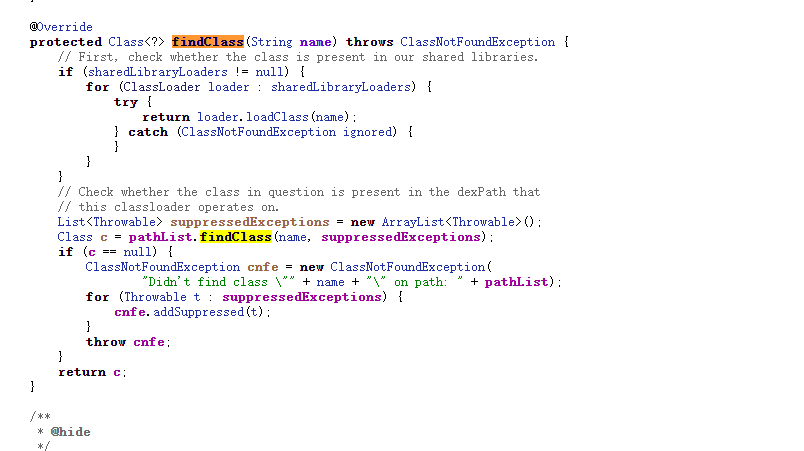 @Override
protected Class<?> findClass(String name) throws ClassNotFoundException {
// First, check whether the class is present in our shared libraries.
if (sharedLibraryLoaders != null) {
for (ClassLoader loader : sharedLibraryLoaders) {
try {
return loader.loadClass(name);
} catch (ClassNotFoundException ignored) {
}
}
}
// Check whether the class in question is present in the dexPath that
// this classloader operates on.
List<Throwable> suppressedExceptions = new ArrayList<Throwable>();
Class c = pathList.findClass(name, suppressedExceptions);
if (c == null) {
ClassNotFoundException cnfe = new ClassNotFoundException(
"Didn't find class \"" + name + "\" on path: " + pathList);
for (Throwable t : suppressedExceptions) {
cnfe.addSuppressed(t);
}
throw cnfe;
}
return c;
}
/**
* @hide
*/